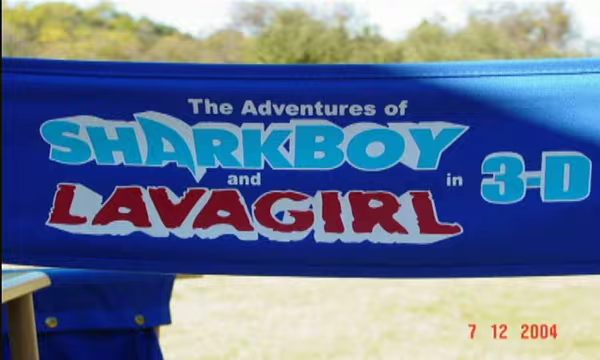 The Adventures of
SHARKBOY
and
in 3-D
LAVAGIRL
7 12 2004